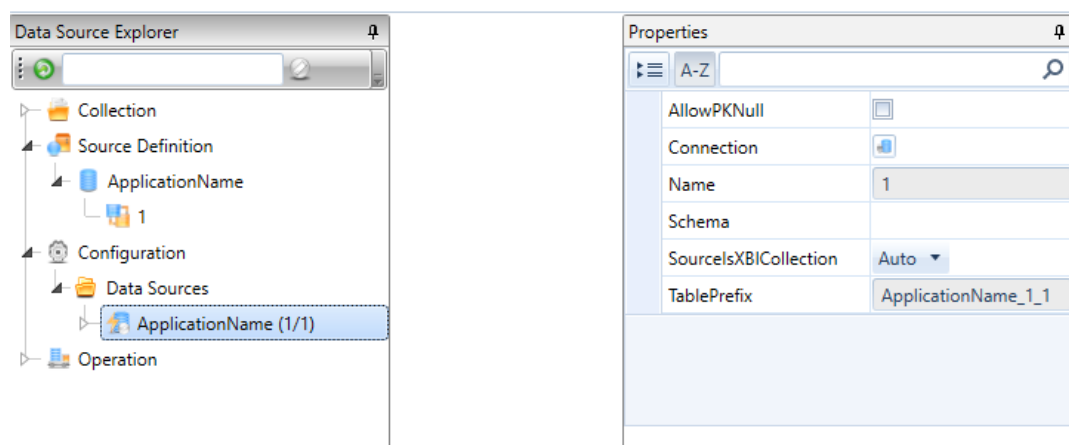 Data Source Explorer
Collection
Source Definition
ApplicationName
1
Configuration
Data Sources
ApplicationName (1/1)
Operation
Properties
A-Z
AllowPKNull
Connection
Name 1
Schema
SourceIsXBICollection Auto
TablePrefix ApplicationName_1_1